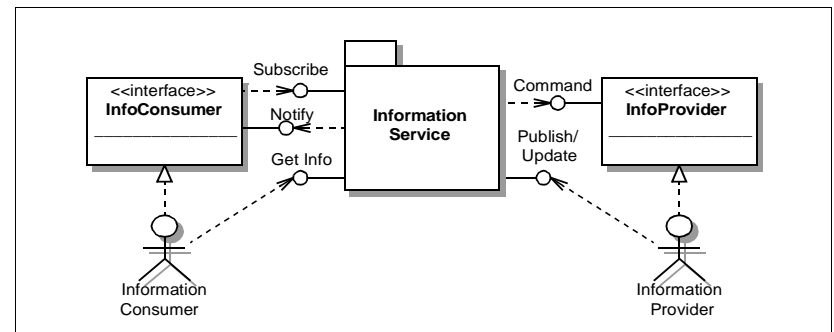 <<interface>>
InfoConsumer
Subscribe
Notify
Get Info
Information
Service
Command
Publish/
Update
<<interface>>
InfoProvider
Information
Consumer
Information
Provider